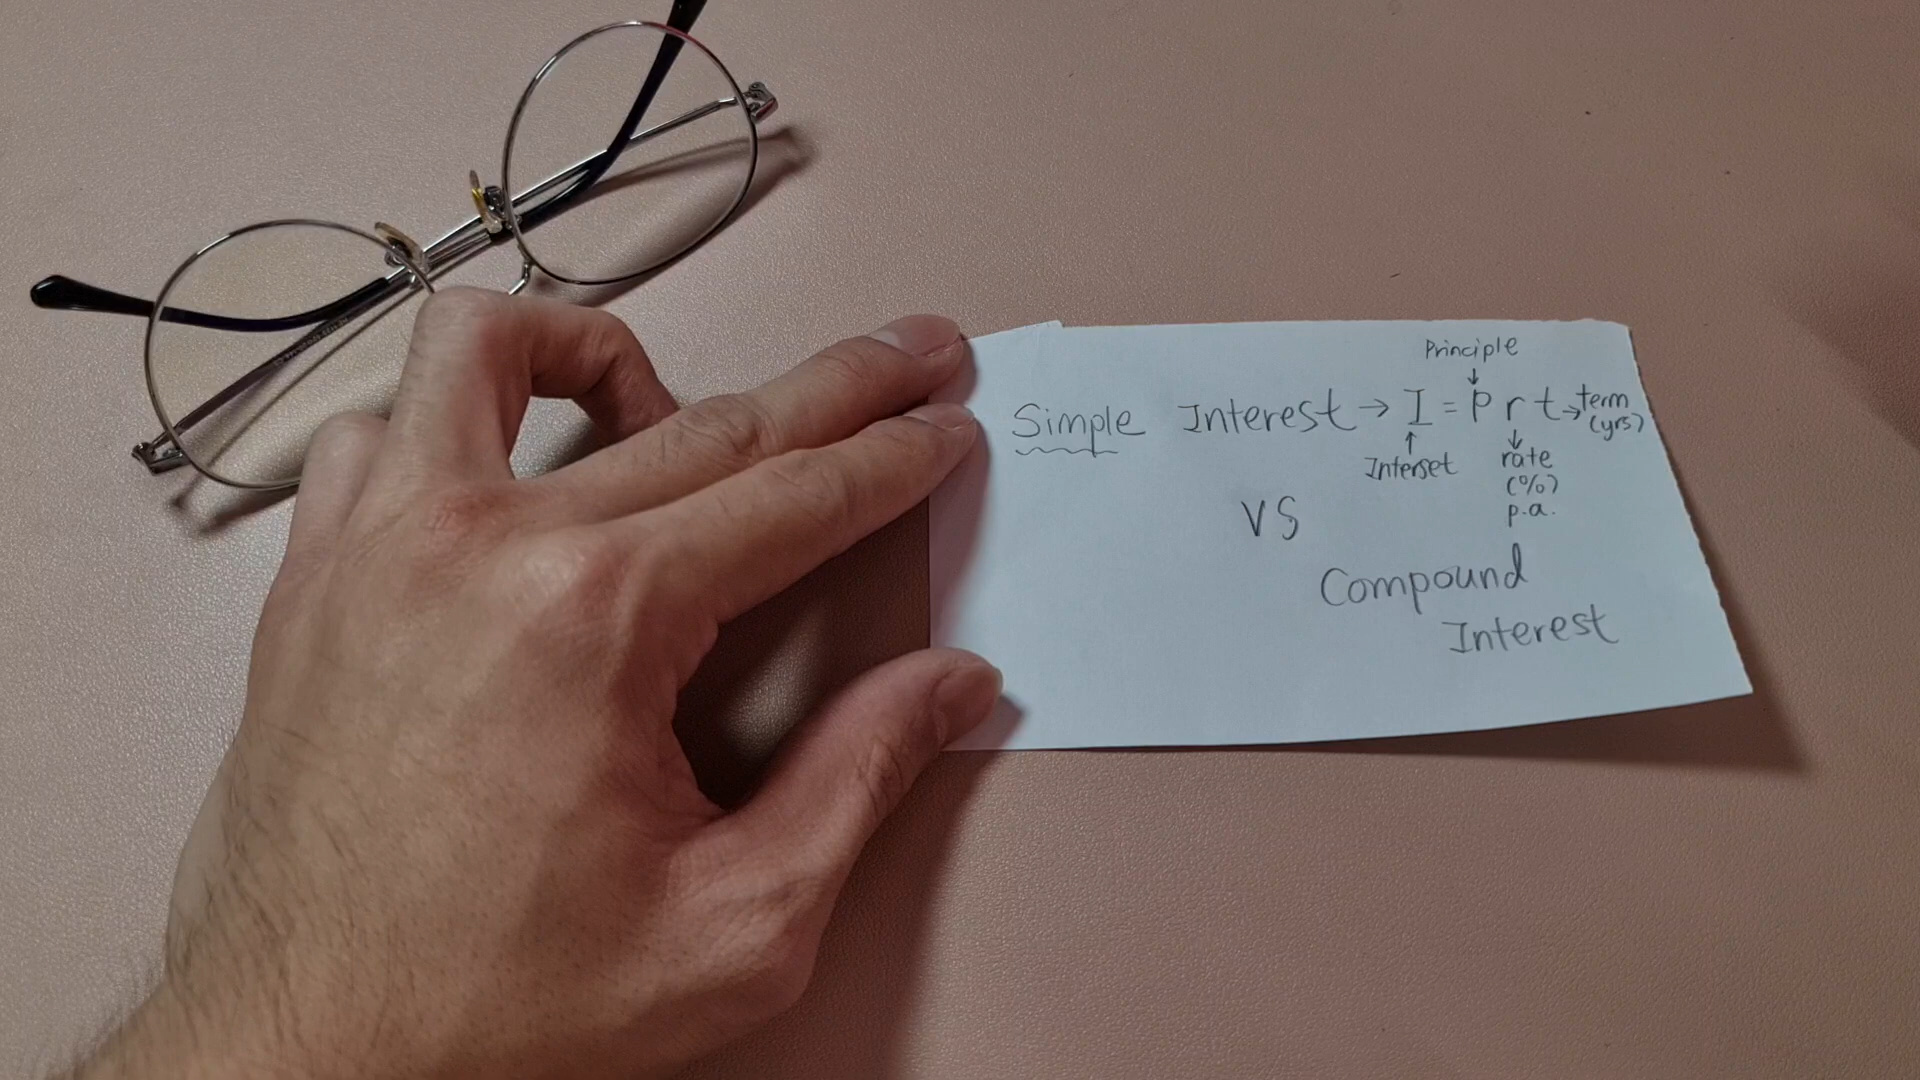 Principle
↓
Simple Interest → I = P r t → term
(yrs)
↑ ↓
Interset rate
(%)
p.a.
VS
Compound
Interest